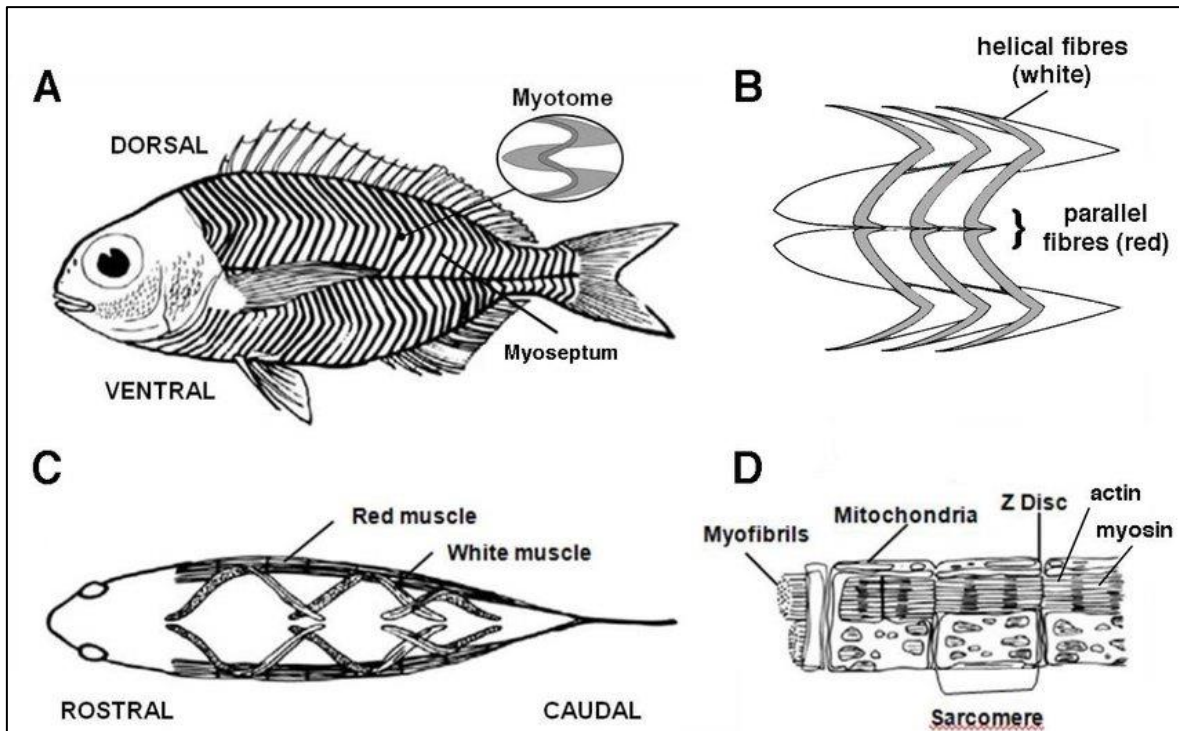 A
DORSAL
Myotome
Myoseptum
VENTRAL
B
helical fibres
(white)
parallel
fibres (red)
C
Red muscle
White muscle
ROSTRAL
CAUDAL
D
Myofibrils
Mitochondria
Z Disc
actin
myosin
Sarcomere